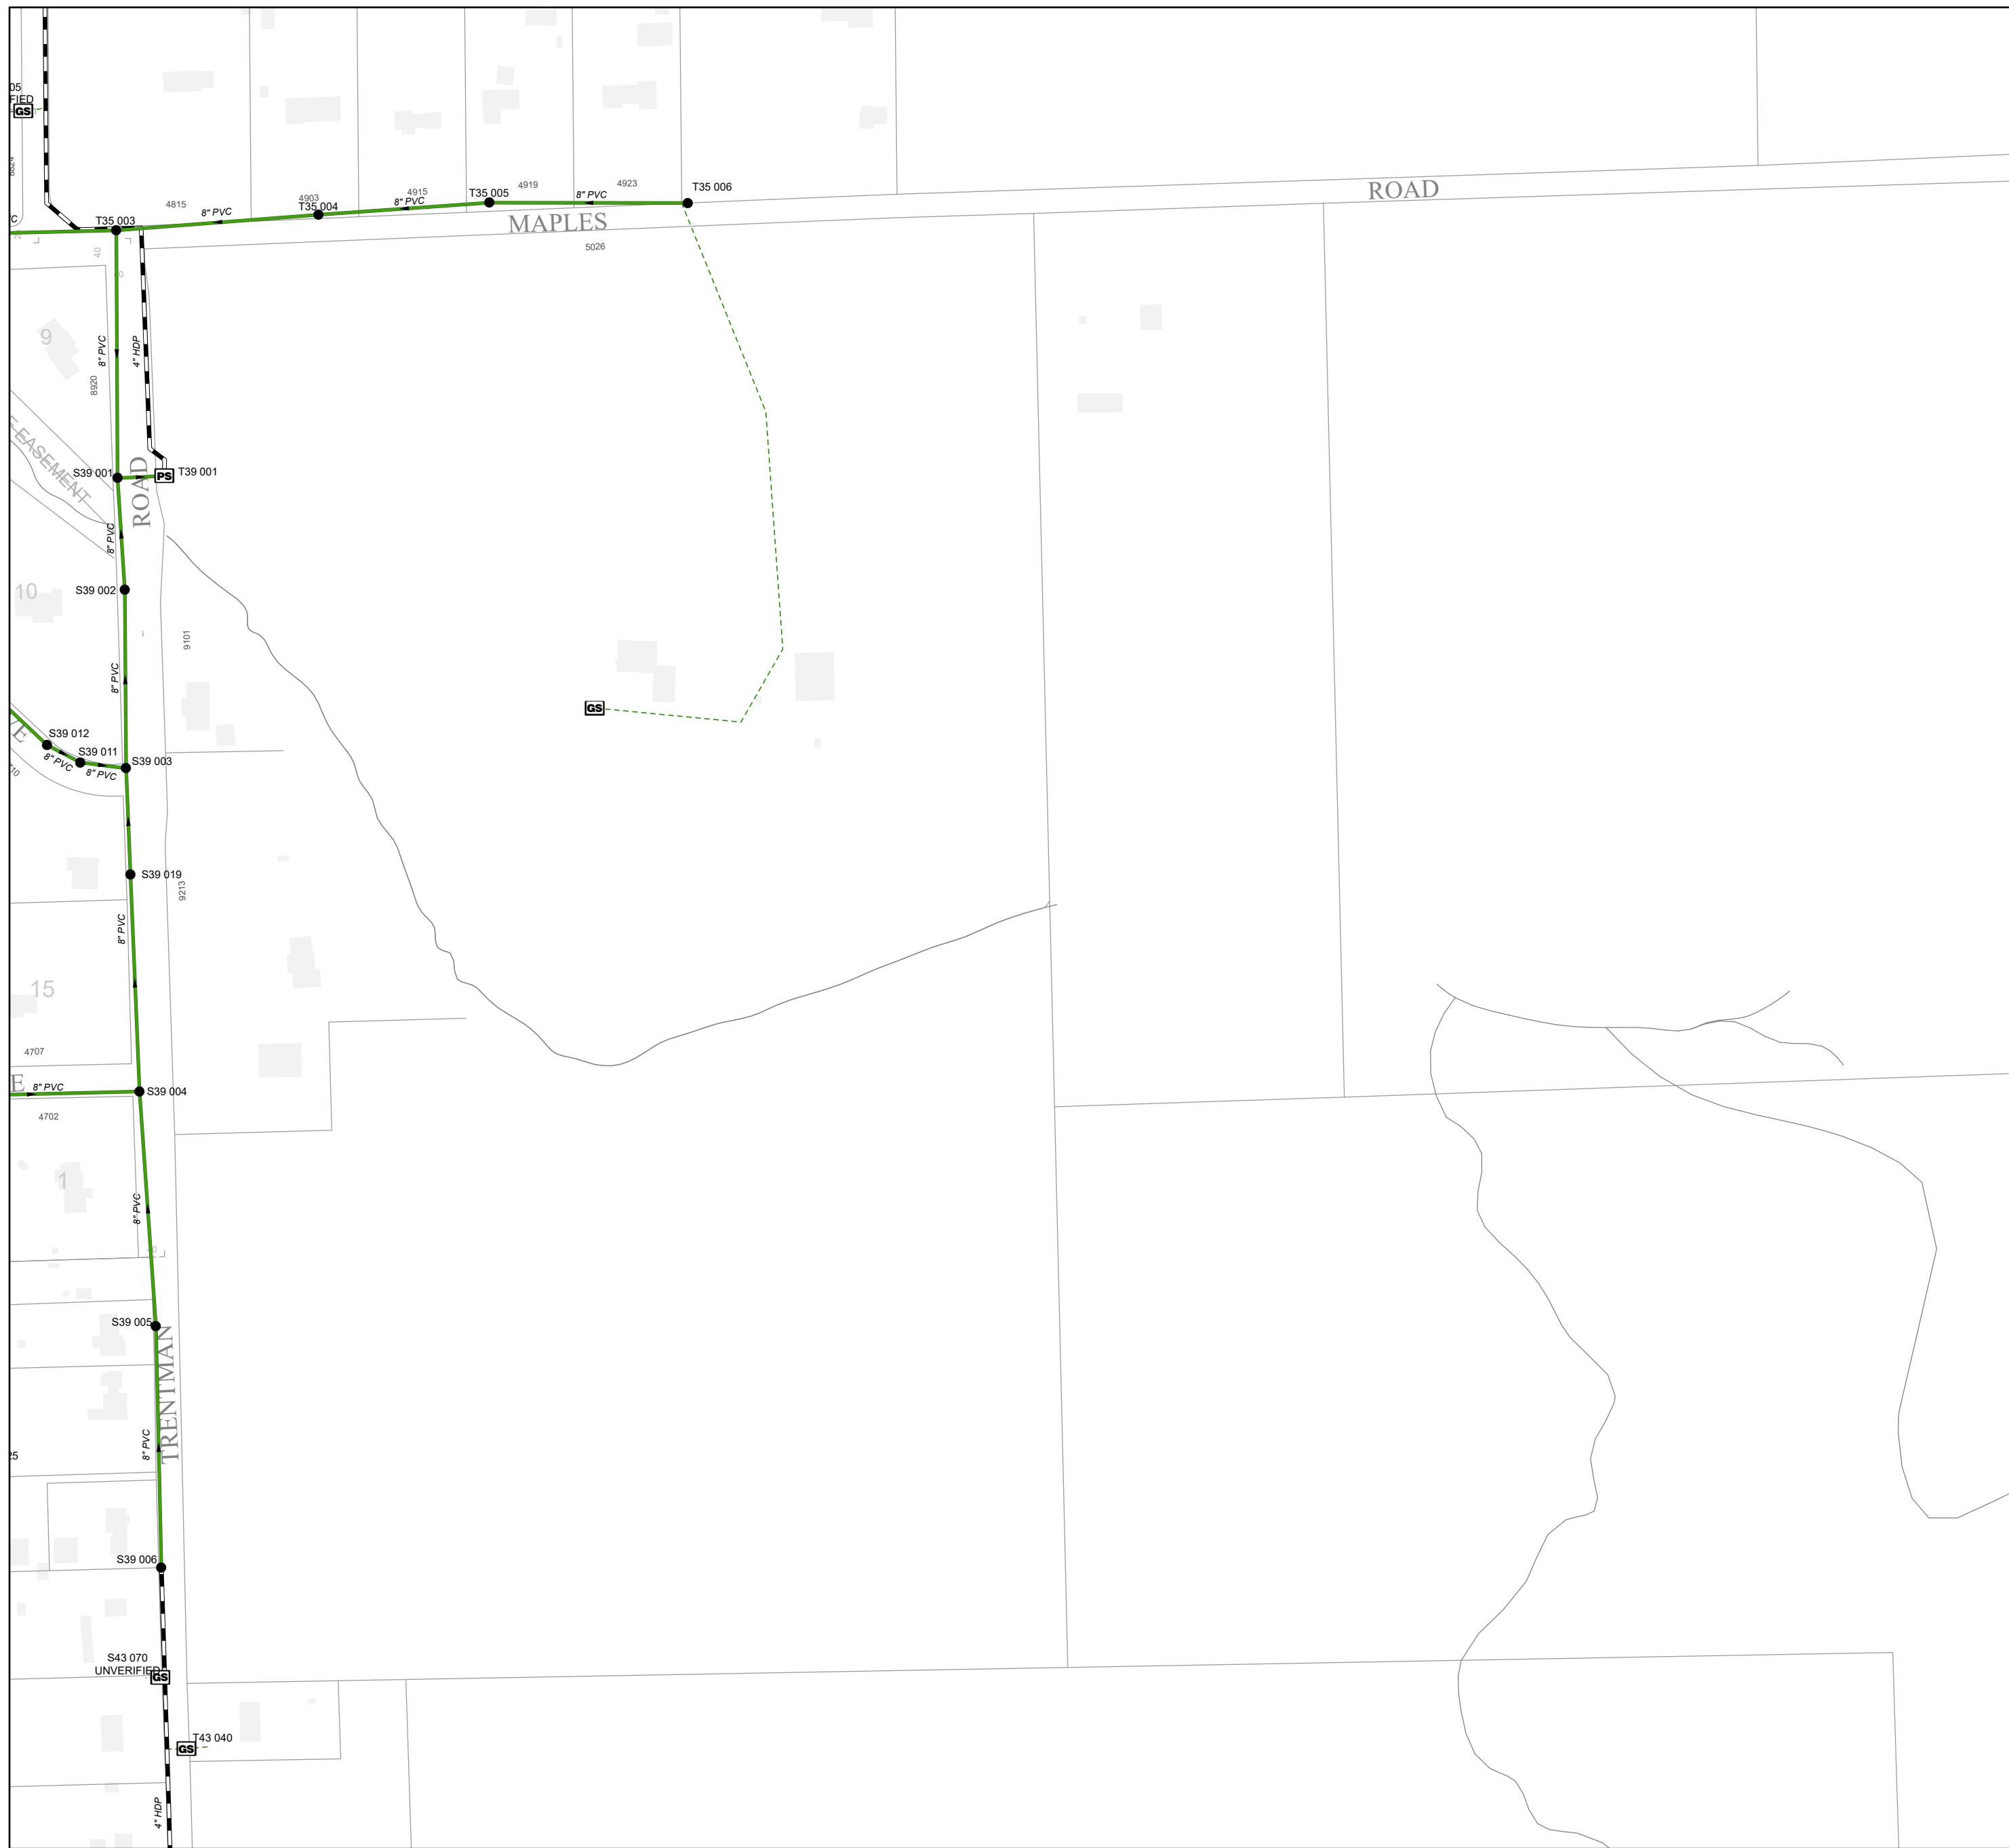 05
FIED
GS
8824
4815
8" PVC
4903
T35 004
4915
8" PVC
T35 005
4919
8" PVC
4923
T35 006
MAPLES
ROAD
5026
T35 003
40
40
9
8" PVC
4" HDP
8920
EASEMENT
S39 001
ROAD
PS
T39 001
8" PVC
10
S39 002
9101
8" PVC
GS
S39 012
S39 011
S39 003
8" PVC
8" PVC
E
S39 019
9213
8" PVC
15
4707
E
8" PVC
S39 004
4702
1
8" PVC
S39 005
TRENTMAN
8" PVC
S39 006
S43 070
UNVERIFIED
GS
T43 040
GS
4" HDP